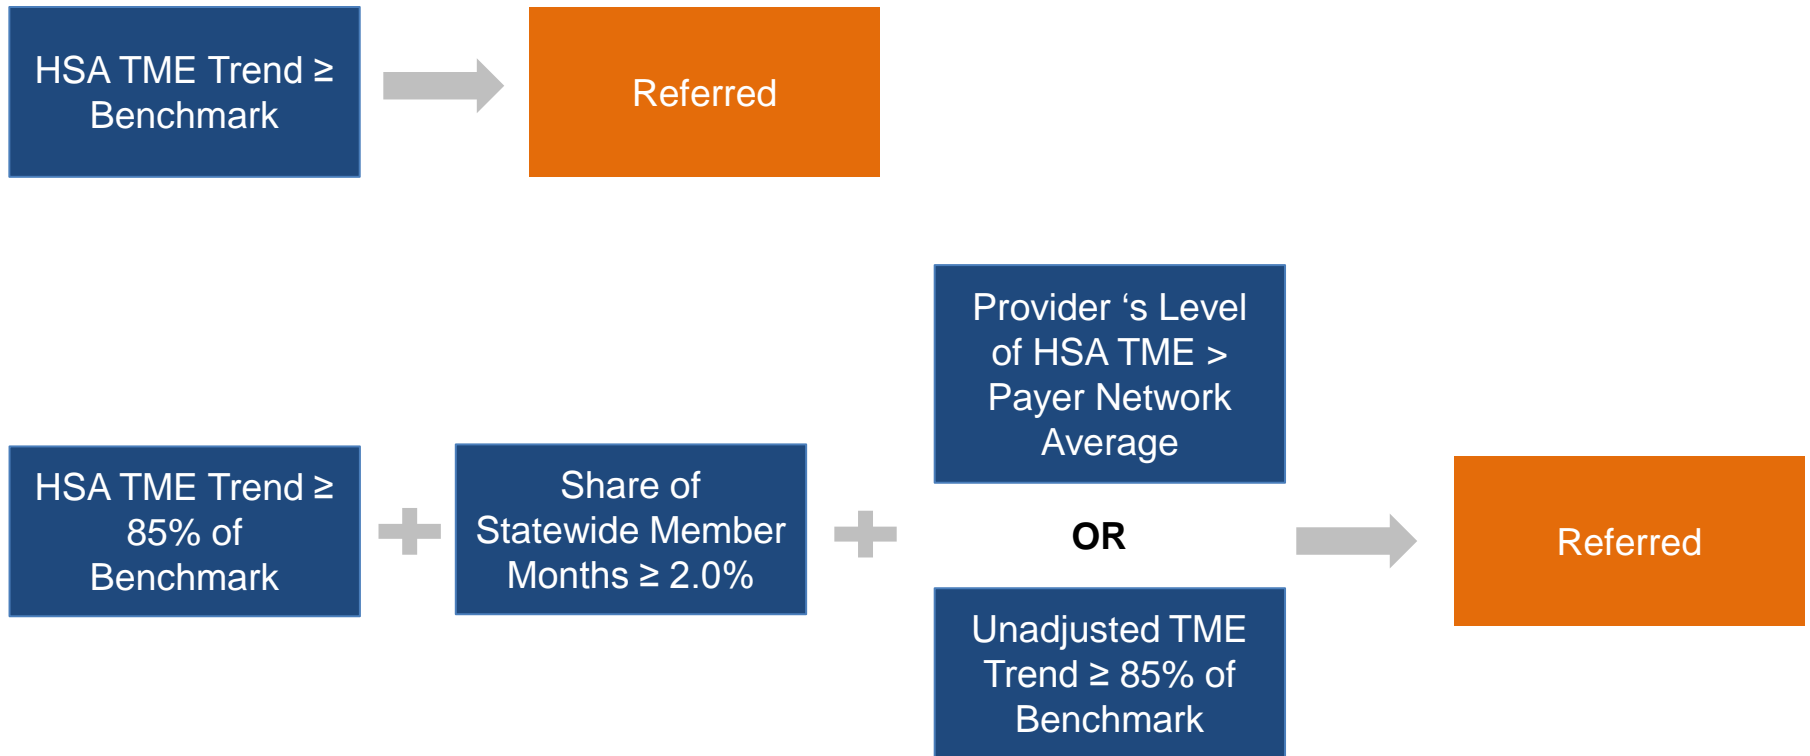 HSA TME Trend ≥
Benchmark
Referred
HSA TME Trend ≥
85% of
Benchmark
Share of
Statewide Member
Months ≥ 2.0%
Provider ‘s Level
of HSA TME >
Payer Network
Average
OR
Unadjusted TME
Trend ≥ 85% of
Benchmark
Referred